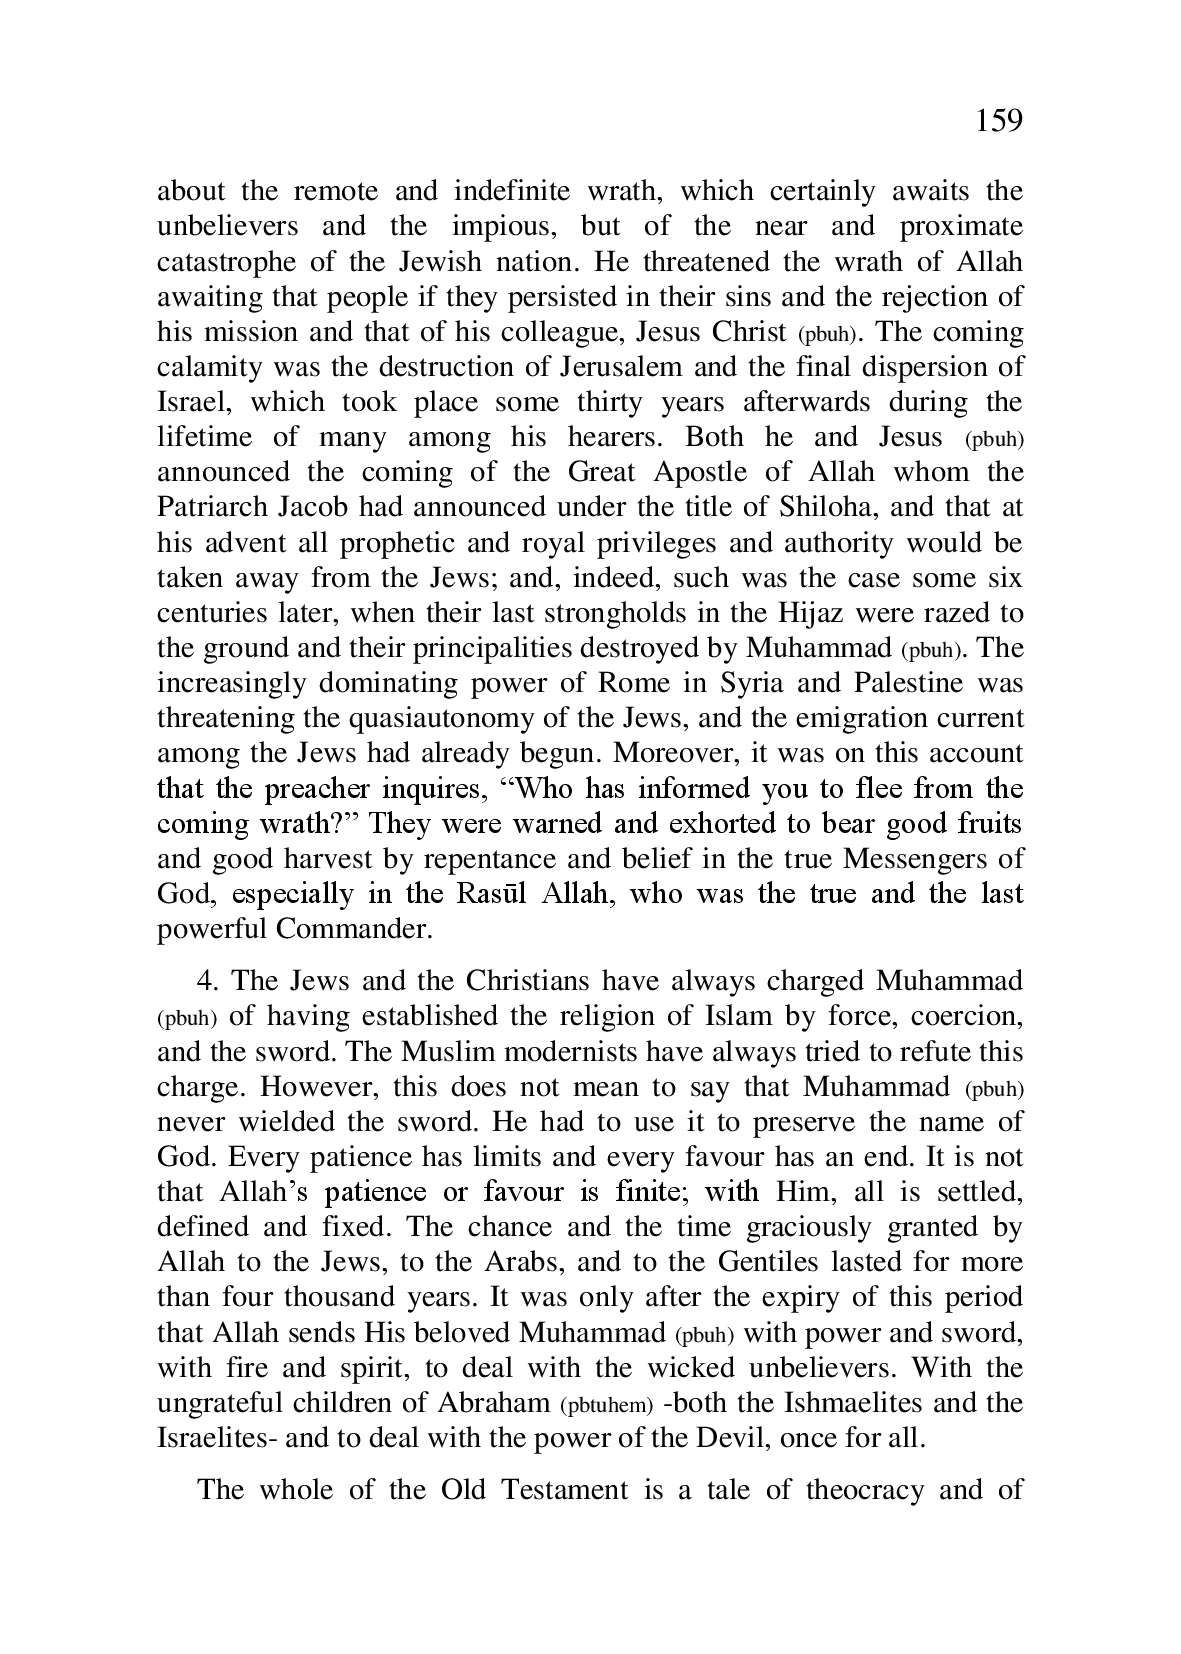 159
about the remote and indefinite wrath, which certainly awaits the
unbelievers and the impious, but of the near and proximate
catastrophe of the Jewish nation. He threatened the wrath of Allah
awaiting that people if they persisted in their sins and the rejection of
his mission and that of his colleague, Jesus Christ (pbuh). The coming
calamity was the destruction of Jerusalem and the final dispersion of
Israel, which took place some thirty years afterwards during the
lifetime of many among his hearers. Both he and Jesus (pbuh)
announced the coming of the Great Apostle of Allah whom the
Patriarch Jacob had announced under the title of Shiloha, and that at
his advent all prophetic and royal privileges and authority would be
taken away from the Jews; and, indeed, such was the case some six
centuries later, when their last strongholds in the Hijaz were razed to
the ground and their principalities destroyed by Muhammad (pbuh). The
increasingly dominating power of Rome in Syria and Palestine was
threatening the quasiautonomy of the Jews, and the emigration current
among the Jews had already begun. Moreover, it was on this account
that the preacher inquires, “Who has informed you to flee from the
coming wrath?” They were warned and exhorted to bear good fruits
and good harvest by repentance and belief in the true Messengers of
God, especially in the Rasūl Allah, who was the true and the last
powerful Commander.
4. The Jews and the Christians have always charged Muhammad
(pbuh) of having established the religion of Islam by force, coercion,
and the sword. The Muslim modernists have always tried to refute this
charge. However, this does not mean to say that Muhammad (pbuh)
never wielded the sword. He had to use it to preserve the name of
God. Every patience has limits and every favour has an end. It is not
that Allah’s patience or favour is finite; with Him, all is settled,
defined and fixed. The chance and the time graciously granted by
Allah to the Jews, to the Arabs, and to the Gentiles lasted for more
than four thousand years. It was only after the expiry of this period
that Allah sends His beloved Muhammad (pbuh) with power and sword,
with fire and spirit, to deal with the wicked unbelievers. With the
ungrateful children of Abraham (pbtuhem) -both the Ishmaelites and the
Israelites- and to deal with the power of the Devil, once for all.
The whole of the Old Testament is a tale of theocracy and of